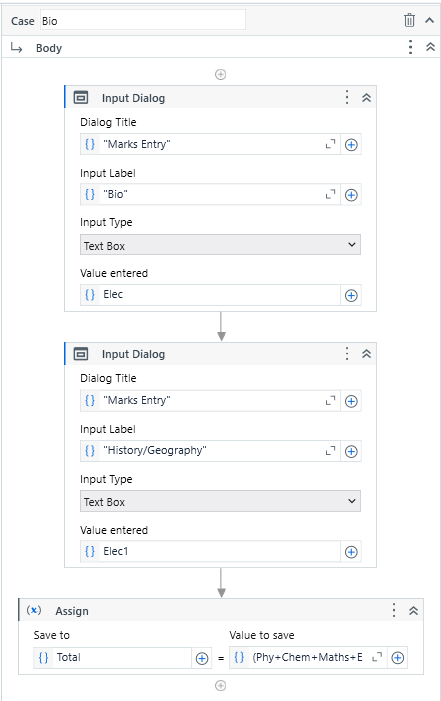 Case Bio
Body
Input Dialog
Dialog Title
"Marks Entry"
Input Label
"Bio"
Input Type
Text Box
Value entered
Elec
Input Dialog
Dialog Title
"Marks Entry"
Input Label
"History/Geography"
Input Type
Text Box
Value entered
Elec1
(x) Assign
Save to Value to save
Total = (Phy+Chem+Maths+E